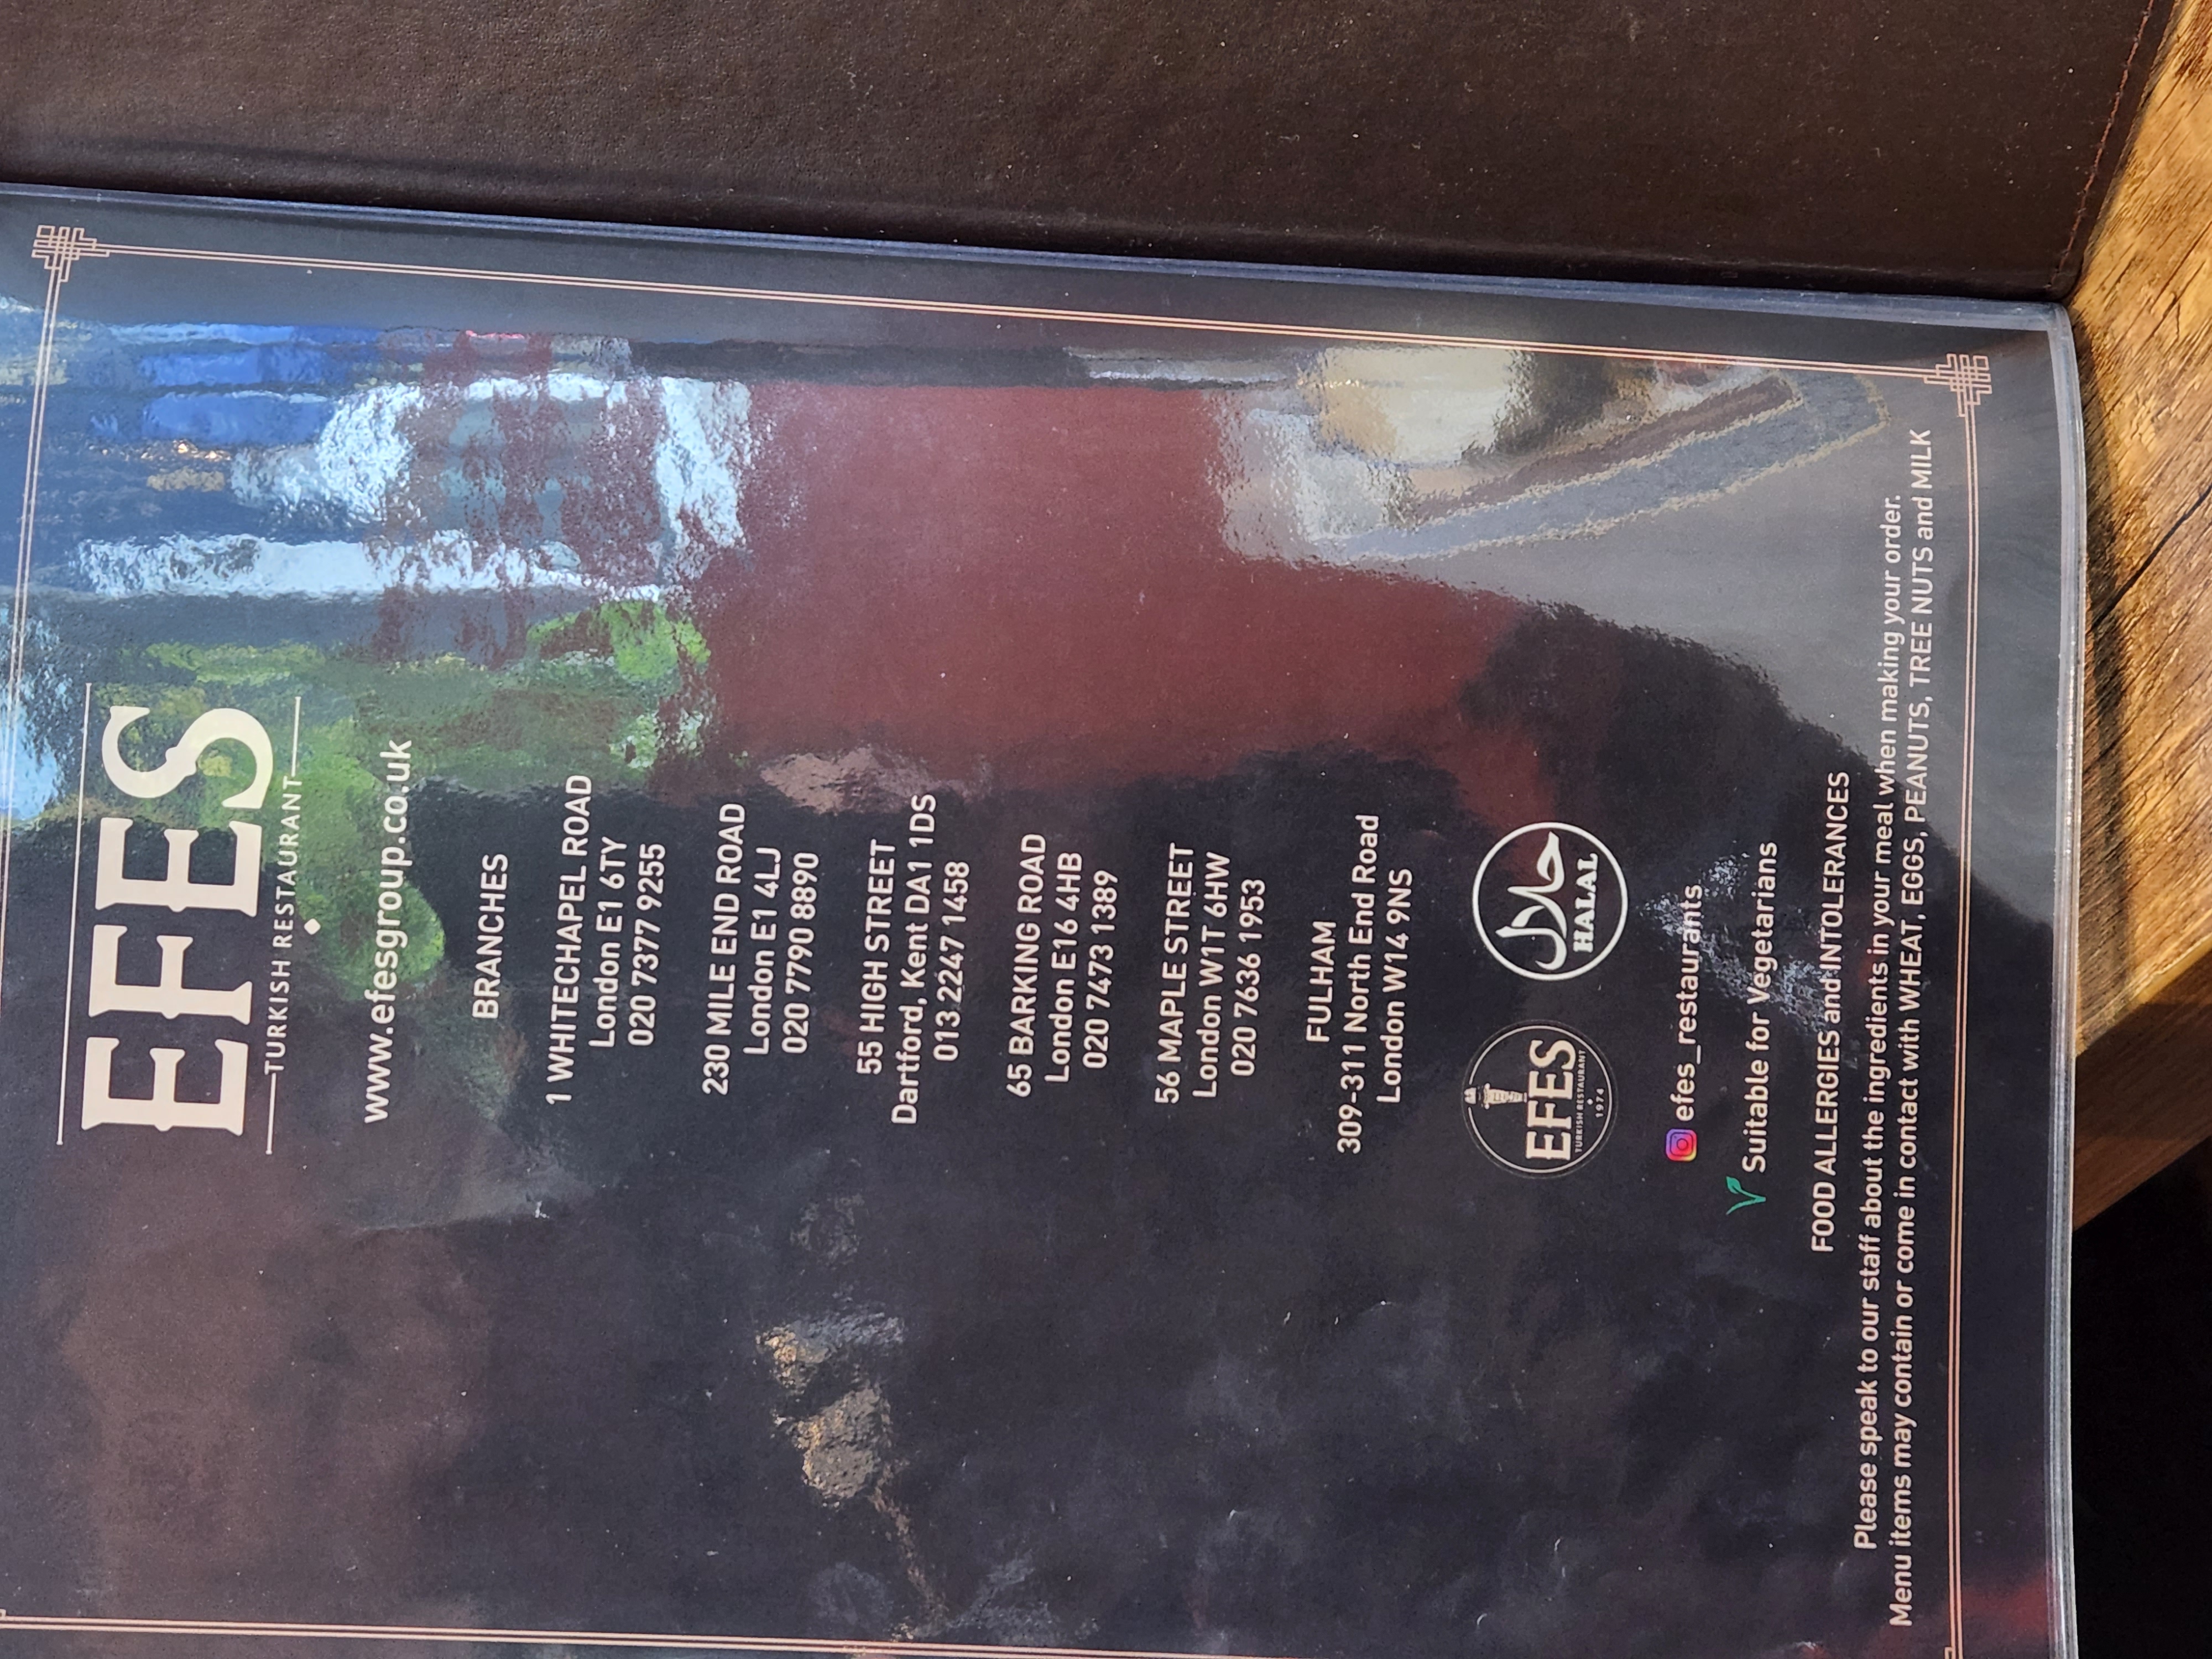 EFES
TURKISH RESTAURANT
www.efesgroup.co.uk
BRANCHES
1 WHITECHAPEL ROAD
London E1 6TY
020 7377 9255
230 MILE END ROAD
London E1 4LJ
020 7790 8890
55 HIGH STREET
Dartford, Kent DA1 1DS
013 2247 1458
65 BARKING ROAD
London E16 4HB
020 7473 1389
56 MAPLE STREET
London W1T 6HW
020 7636 1953
FULHAM
309-311 North End Road
London W14 9NS
EFES
TURKISH RESTAURANT
1974
حلال
HALAL
efes_restaurants
Suitable for Vegetarians
FOOD ALLERGIES and INTOLERANCES
Please speak to our staff about the ingredients in your meal when making your order.
Menu items may contain or come in contact with WHEAT, EGGS, PEANUTS, TREE NUTS and MILK